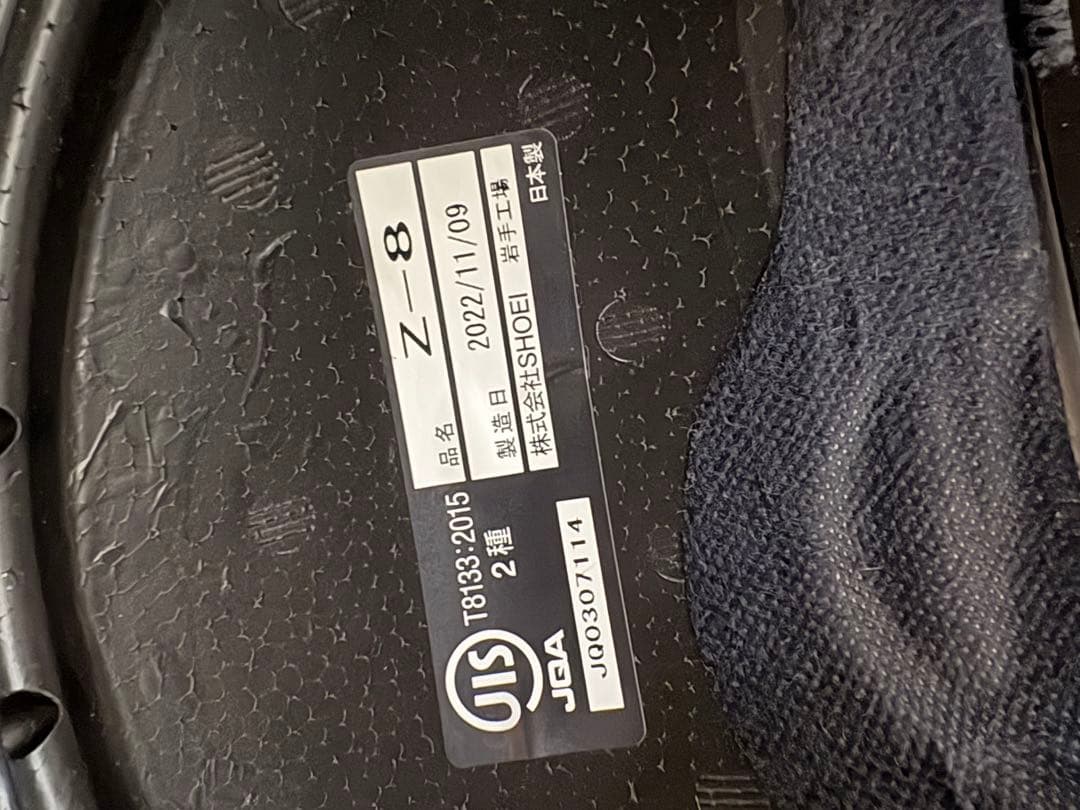 JIS
JQA
T8133:2015
2種
JQ0307114
品名 Z-8
製造日 2022/11/09
株式会社SHOEI 岩手工場
日本製